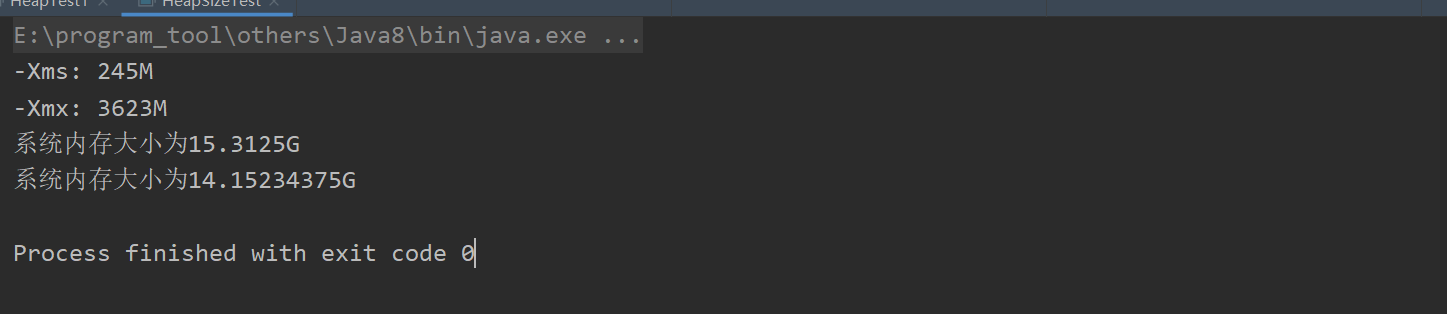 HeapTest1 × HeapSizeTest ×
E:\program_tool\others\Java8\bin\java.exe ...
-Xms: 245M
-Xmx: 3623M
系统内存大小为15.3125G
系统内存大小为14.15234375G
Process finished with exit code 0